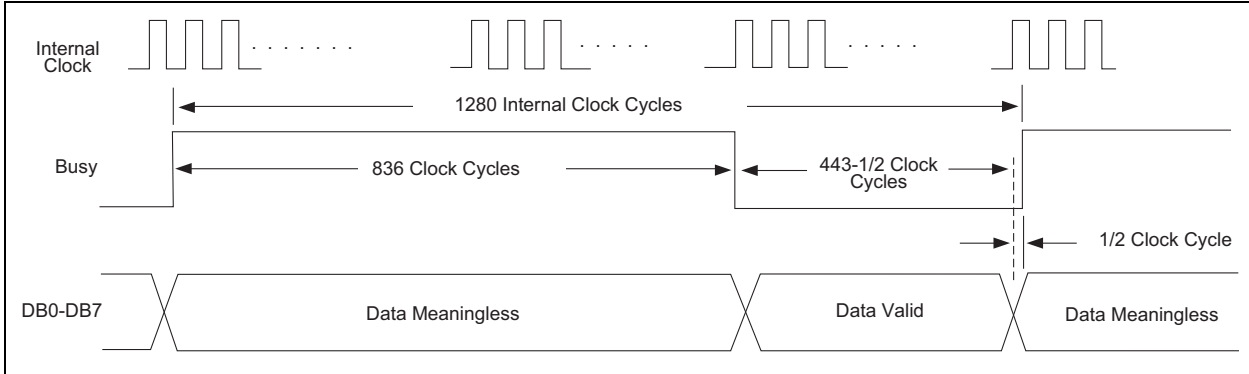 Internal
Clock
1280 Internal Clock Cycles
Busy
836 Clock Cycles
443-1/2 Clock
Cycles
1/2 Clock Cycle
DB0-DB7
Data Meaningless
Data Valid
Data Meaningless